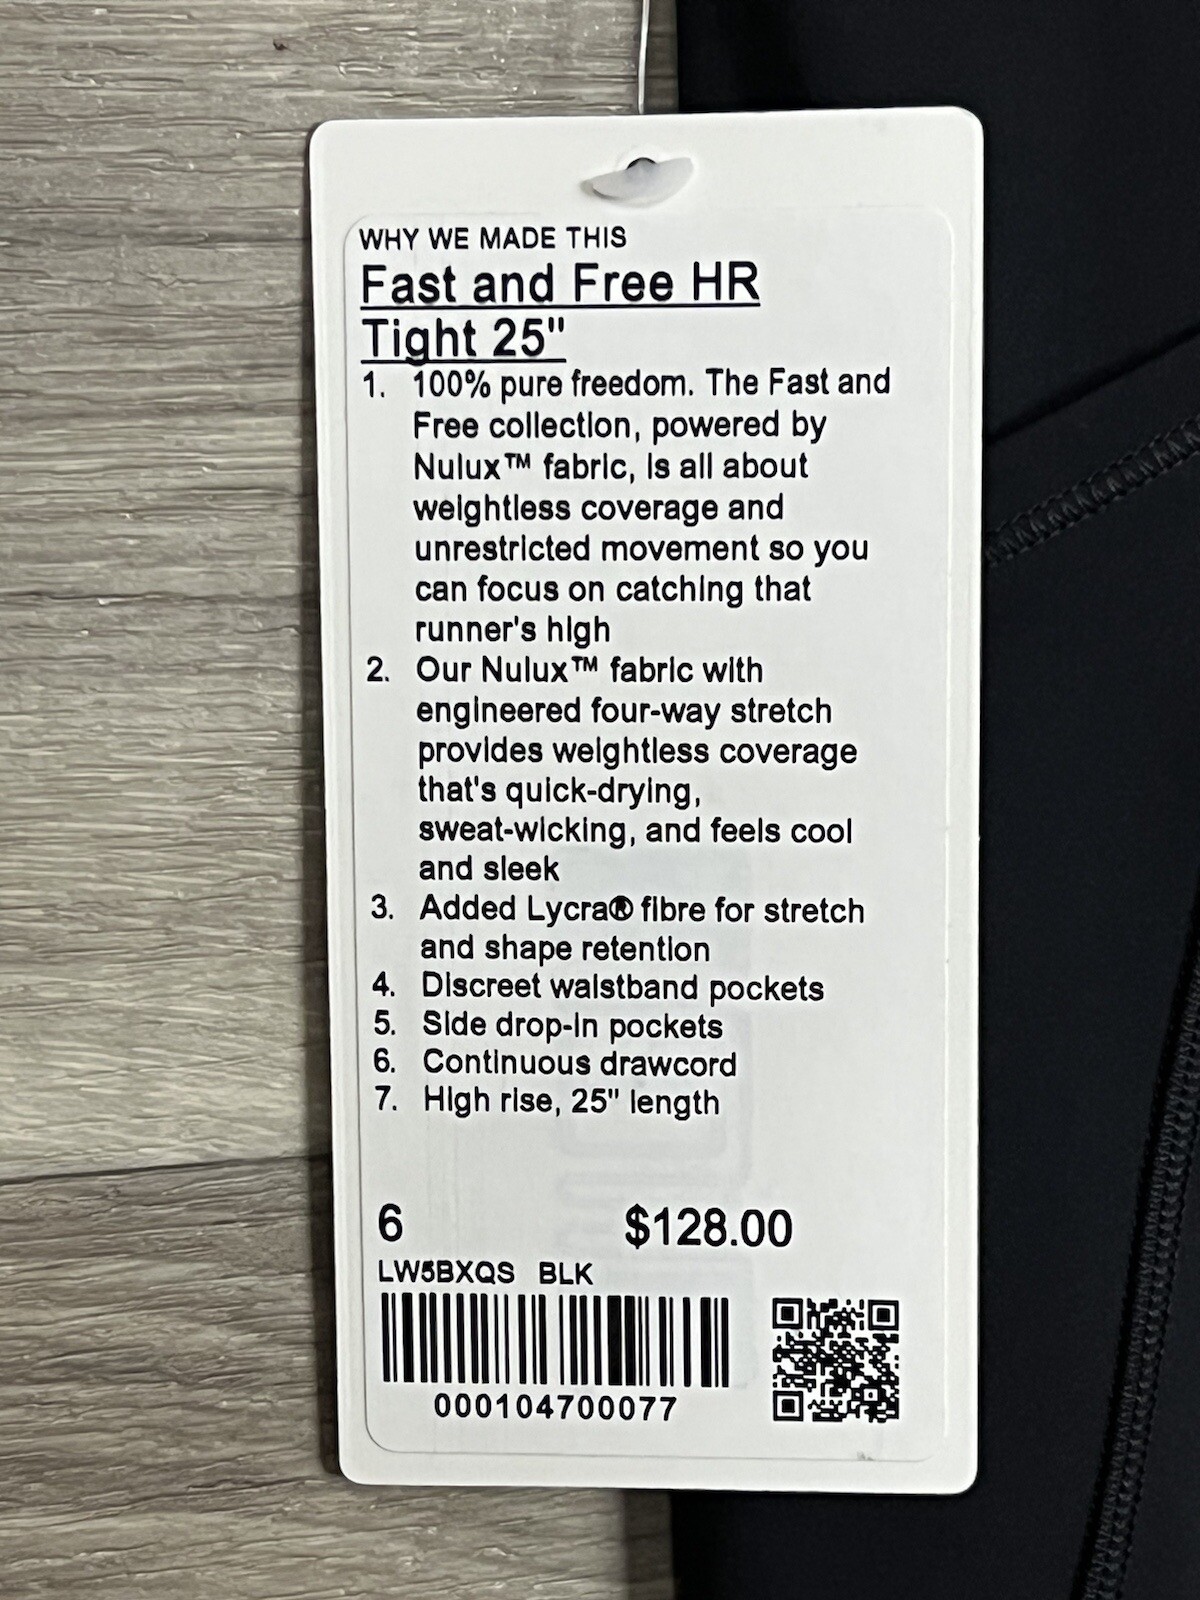 WHY WE MADE THIS
Fast and Free HR
Tight 25"
1. 100% pure freedom. The Fast and
Free collection, powered by
Nulux™ fabric, is all about
weightless coverage and
unrestricted movement so you
can focus on catching that
runner's high
2. Our Nulux™ fabric with
engineered four-way stretch
provides weightless coverage
that's quick-drying,
sweat-wicking, and feels cool
and sleek
3. Added Lycra® fibre for stretch
and shape retention
4. Discreet waistband pockets
5. Side drop-in pockets
6. Continuous drawcord
7. High rise, 25" length
6 $128.00
LW5BXQS BLK
000104700077